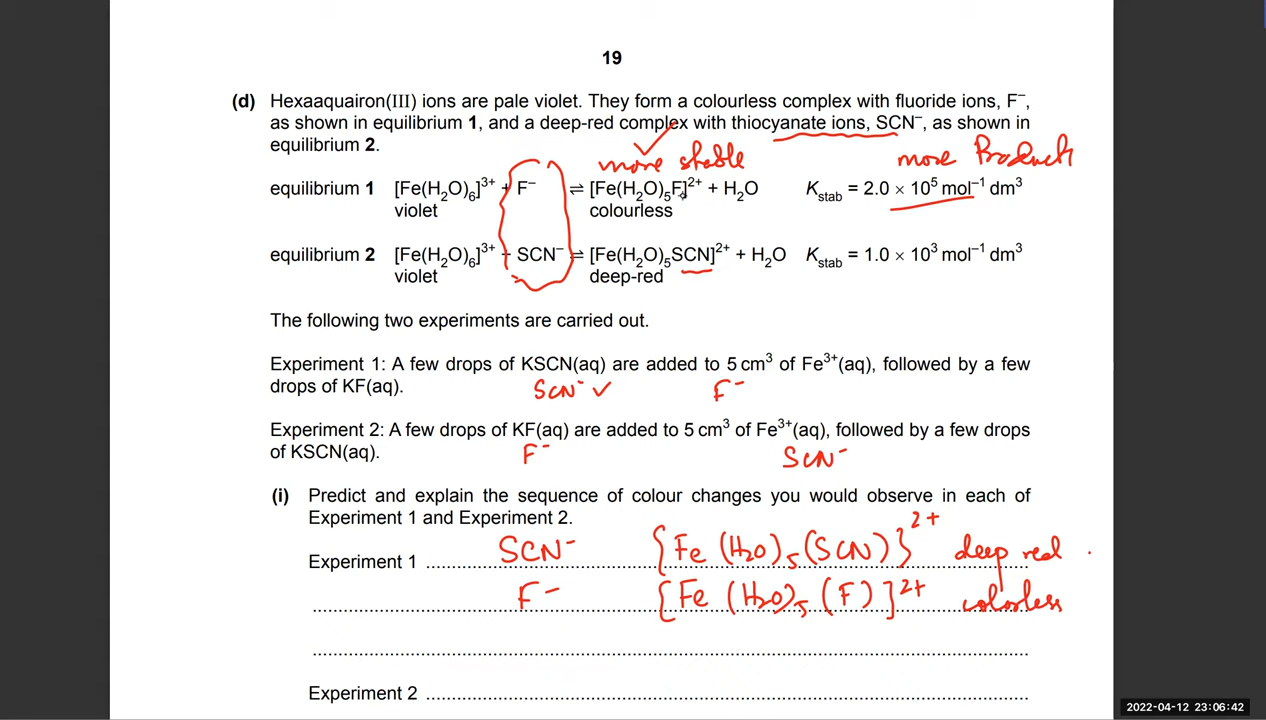 19
(d) Hexaaquairon(III) ions are pale violet. They form a colourless complex with fluoride ions, F⁻,
as shown in equilibrium 1, and a deep-red complex with thiocyanate ions, SCN⁻, as shown in
equilibrium 2.
more stable more Product
equilibrium 1 [Fe(H₂O)₆]³⁺ + F⁻ ⇌ [Fe(H₂O)₅F]²⁺ + H₂O K_stab = 2.0 × 10⁵ mol⁻¹ dm³
violet colourless
equilibrium 2 [Fe(H₂O)₆]³⁺ + SCN⁻ ⇌ [Fe(H₂O)₅SCN]²⁺ + H₂O K_stab = 1.0 × 10³ mol⁻¹ dm³
violet deep-red
The following two experiments are carried out.
Experiment 1: A few drops of KSCN(aq) are added to 5 cm³ of Fe³⁺(aq), followed by a few
drops of KF(aq).
SCN⁻ ✓ F⁻
Experiment 2: A few drops of KF(aq) are added to 5 cm³ of Fe³⁺(aq), followed by a few drops
of KSCN(aq).
F⁻ SCN⁻
(i) Predict and explain the sequence of colour changes you would observe in each of
Experiment 1 and Experiment 2.
Experiment 1 SCN⁻ {Fe (H₂O)₅ (SCN)}²⁺ deep red
F⁻ [Fe (H₂O)₅ (F)]²⁺ colorless
Experiment 2
2022-04-12 23:06:42